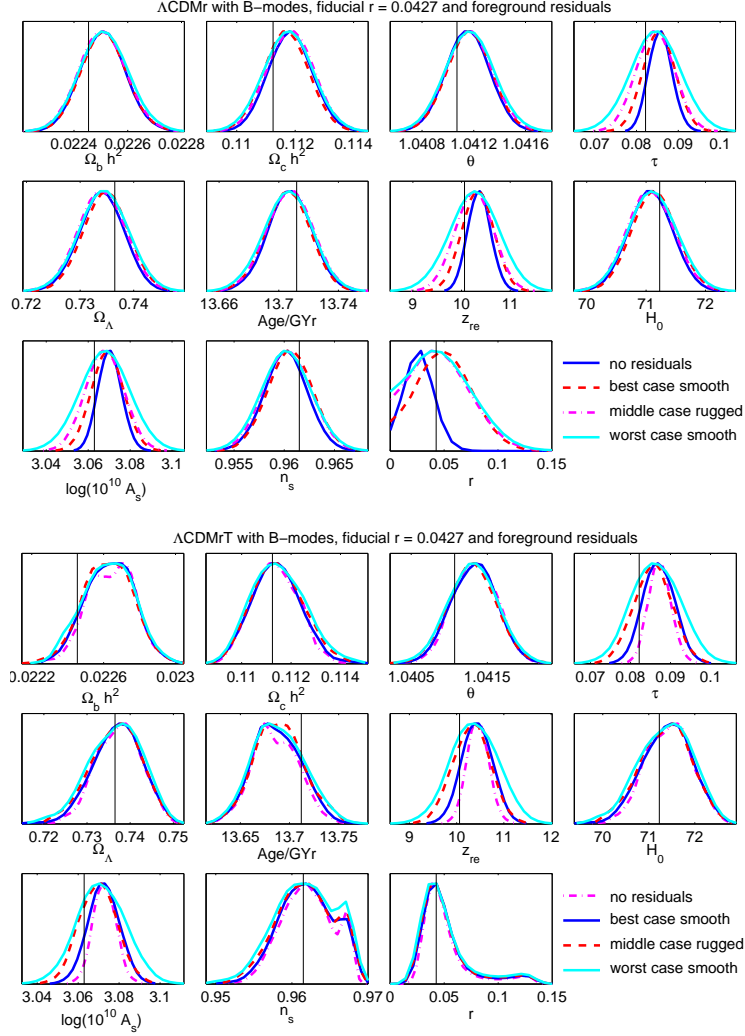 ΛCDMr with B−modes, fiducial r = 0.0427 and foreground residuals
0.0224 0.0226 0.0228
Ω_b h²
0.11 0.112 0.114
Ω_c h²
1.0408 1.0412 1.0416
θ
0.07 0.08 0.09 0.1
τ
0.72 0.73 0.74
Ω_Λ
13.66 13.7 13.74
Age/GYr
9 10 11
z_re
70 71 72
H_0
3.04 3.06 3.08 3.1
log(10¹⁰ A_s)
0.955 0.96 0.965
n_s
0 0.05 0.1 0.15
r
no residuals
best case smooth
middle case rugged
worst case smooth
ΛCDMrT with B−modes, fiducial r = 0.0427 and foreground residuals
0.0222 0.0226 0.023
Ω_b h²
0.11 0.112 0.114
Ω_c h²
1.0405 1.0415
θ
0.07 0.08 0.09 0.1
τ
0.72 0.73 0.74 0.75
Ω_Λ
13.65 13.7 13.75
Age/GYr
9 10 11 12
z_re
70 71 72
H_0
3.04 3.06 3.08 3.1
log(10¹⁰ A_s)
0.95 0.96 0.97
n_s
0 0.05 0.1 0.15
r
no residuals
best case smooth
middle case rugged
worst case smooth